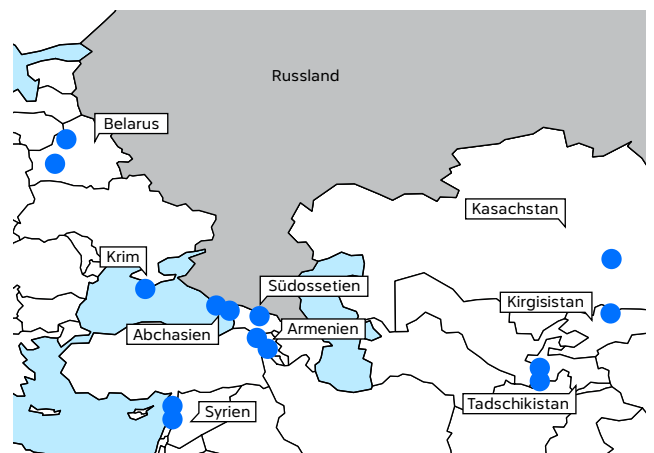 Russland
Belarus
Kasachstan
Krim
Südossetien
Kirgisistan
Abchasien
Armenien
Tadschikistan
Syrien